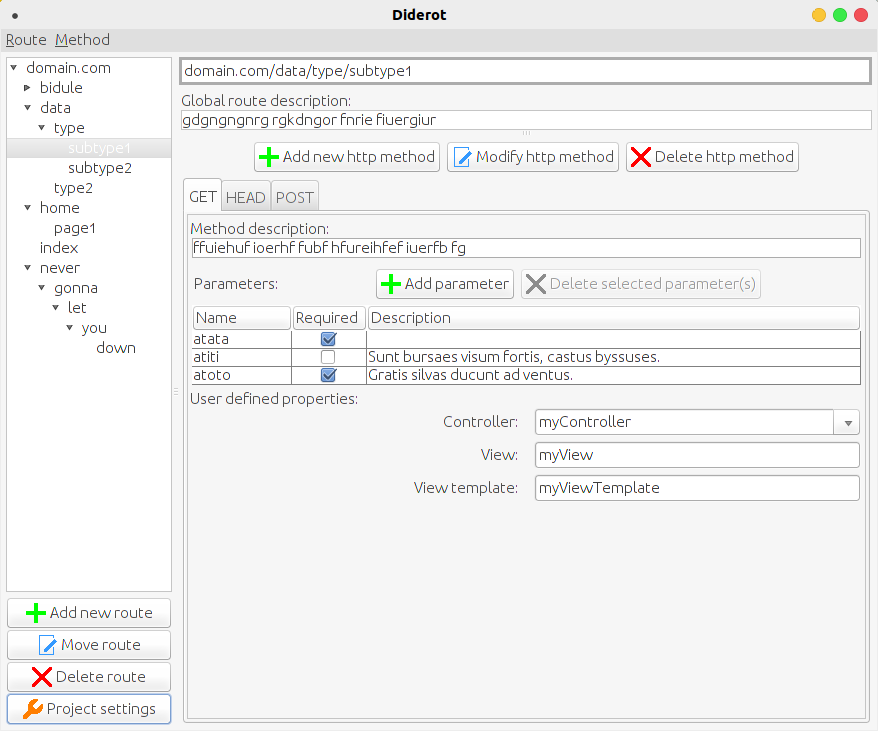 Diderot
Route Method
domain.com
bidule
data
type
subtype1
subtype2
type2
home
page1
index
never
gonna
let
you
down
Add new route
Move route
Delete route
Project settings
domain.com/data/type/subtype1
Global route description:
gdgngngnrg rgkdngor fnrie fiuergiur
Add new http method Modify http method Delete http method
GET HEAD POST
Method description:
ffuiehuf ioerhf fubf hfureihfef iuerfb fg
Parameters: Add parameter Delete selected parameter(s)
Name Required Description
atata
atiti Sunt bursaes visum fortis, castus byssuses.
atoto Gratis silvas ducunt ad ventus.
User defined properties:
Controller: myController
View: myView
View template: myViewTemplate